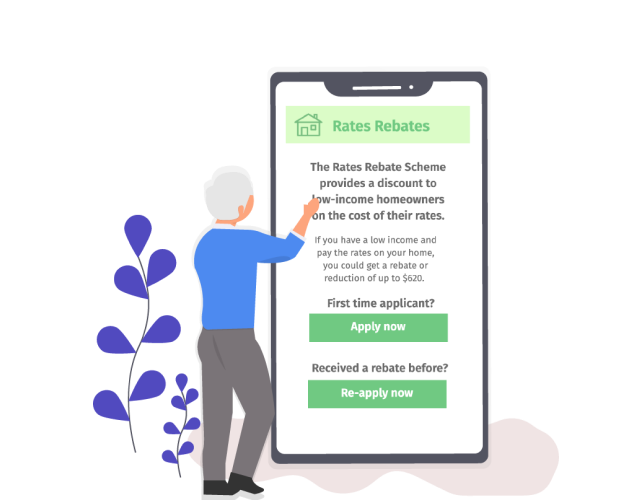 Rates Rebates
The Rates Rebate Scheme
provides a discount to
low-income homeowners
on the cost of their rates.
If you have a low income and
pay the rates on your home,
you could get a rebate or
reduction of up to $620.
First time applicant?
Apply now
Received a rebate before?
Re-apply now